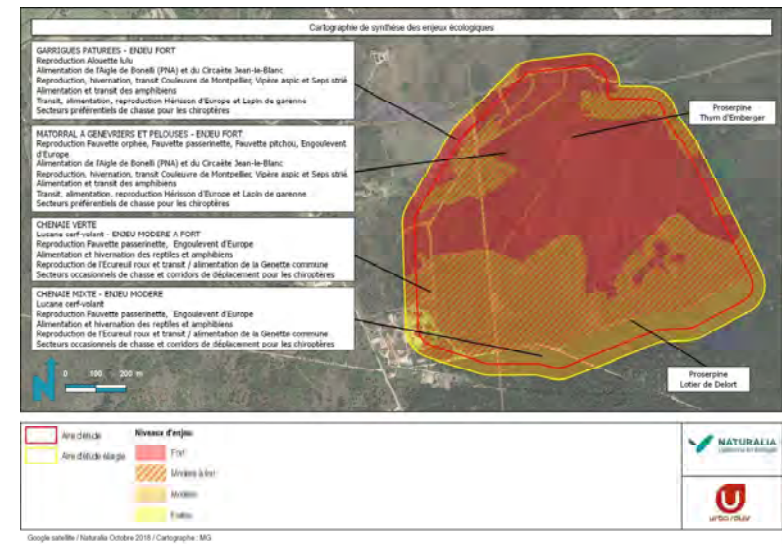 Cartographie de synthèse des enjeux écologiques
GARRIGUES PATUREES - ENJEU FORT
Reproduction Alouette lulu
Alimentation de l'Aigle de Bonelli (PNA) et du Circaète Jean-le-Blanc
Reproduction, hivernation, transit Couleuvre de Montpellier, Vipère aspic et Seps strié
Alimentation et transit des amphibiens
Transit, alimentation, reproduction Hérisson d'Europe et Lapin de garenne
Secteurs préférentiels de chasse pour les chiroptères
MATORRAL A GENEVRIERS ET PELOUSES - ENJEU FORT
Reproduction Fauvette orphée, Fauvette passerinette, Fauvette pitchou, Engoulevent
d'Europe
Alimentation de l'Aigle de Bonelli (PNA) et du Circaète Jean-le-Blanc
Reproduction, hivernation, transit Couleuvre de Montpellier, Vipère aspic et Seps strié
Alimentation et transit des amphibiens
Transit, alimentation, reproduction Hérisson d'Europe et Lapin de garenne
Secteurs préférentiels de chasse pour les chiroptères
CHENAIE VERTE
Lucane cerf-volant - ENJEU MODERE A FORT
Reproduction Fauvette passerinette, Engoulevent d'Europe
Alimentation et hivernation des reptiles et amphibiens
Reproduction de l'Ecureuil roux et transit / alimentation de la Genette commune
Secteurs occasionnels de chasse et corridors de déplacement pour les chiroptères
CHENAIE MIXTE - ENJEU MODERE
Lucane cerf-volant
Reproduction Fauvette passerinette, Engoulevent d'Europe
Alimentation et hivernation des reptiles et amphibiens
Reproduction de l'Ecureuil roux et transit / alimentation de la Genette commune
Secteurs occasionnels de chasse et corridors de déplacement pour les chiroptères
Proserpine
Thym d'Emberger
Proserpine
Lotier de Delort
N
0 100 200 m
Aire d'étude
Aire d'étude élargie
Niveaux d'enjeu
Fort
Modéré à fort
Modéré
Faible
NATURALIA
Google satellite / Naturalia Octobre 2018 / Cartographe : MG